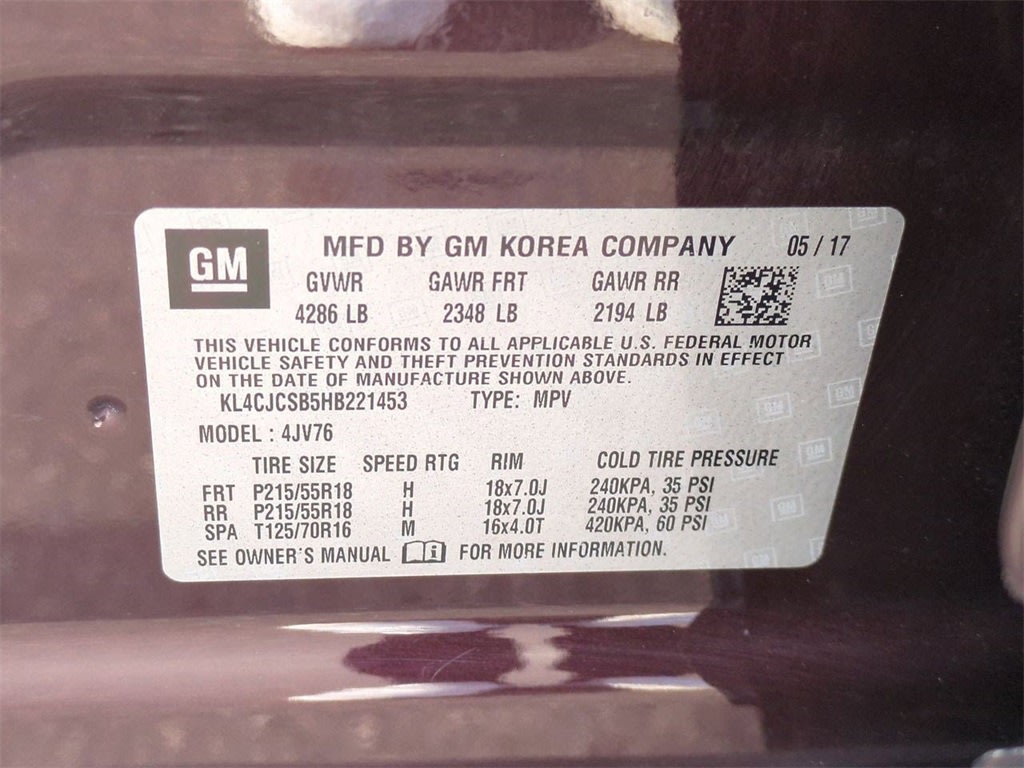 GM MFD BY GM KOREA COMPANY 05 / 17
GVWR GAWR FRT GAWR RR
4286 LB 2348 LB 2194 LB
THIS VEHICLE CONFORMS TO ALL APPLICABLE U.S. FEDERAL MOTOR
VEHICLE SAFETY AND THEFT PREVENTION STANDARDS IN EFFECT
ON THE DATE OF MANUFACTURE SHOWN ABOVE.
KL4CJCSB5HB221453 TYPE: MPV
MODEL : 4JV76
TIRE SIZE SPEED RTG RIM COLD TIRE PRESSURE
FRT P215/55R18 H 18x7.0J 240KPA, 35 PSI
RR P215/55R18 H 18x7.0J 240KPA, 35 PSI
SPA T125/70R16 M 16x4.0T 420KPA, 60 PSI
SEE OWNER'S MANUAL FOR MORE INFORMATION.